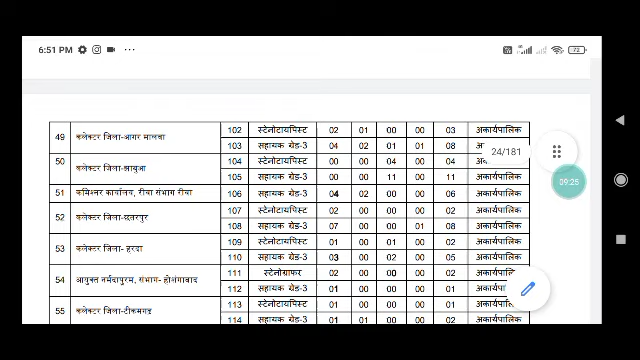 6:51 PM ...
72
102 स्टेनोटायपिस्ट 02 01 00 00 03 अकार्यपालिक
49 कलेक्टर जिला-आगर मालवा
103 सहायक ग्रेड-3 04 02 01 01 08
24/181
50 कलेक्टर जिला-झाबुआ
104 स्टेनोटायपिस्ट 00 00 04 00 04
105 सहायक ग्रेड-3 00 00 11 00 11 अकार्यपालिक
09:25
51 कमिश्नर कार्यालय, रीवा संभाग रीवा 106 सहायक ग्रेड-3 04 02 00 00 06 अकार्यपालिक
52 कलेक्टर जिला-छतरपुर
107 स्टेनोटायपिस्ट 02 00 00 00 02 अकार्यपालिक
108 सहायक ग्रेड-3 07 00 00 01 08 अकार्यपालिक
53 कलेक्टर जिला- हरदा
109 स्टेनोटायपिस्ट 01 00 01 00 02 अकार्यपालिक
110 सहायक ग्रेड-3 03 00 02 00 05 अकार्यपालिक
54 आयुक्त नर्मदापुरम, संभाग- होशंगावाद
111 स्टेनोग्राफर 02 00 00 00 02
112 सहायक ग्रेड-3 01 00 00 00 01
55 कलेक्टर जिला-टीकमगढ़
113 स्टेनोटायपिस्ट 01 00 00 00 01
114 सहायक ग्रेड-3 01 01 00 00 02 अकार्यपालिक